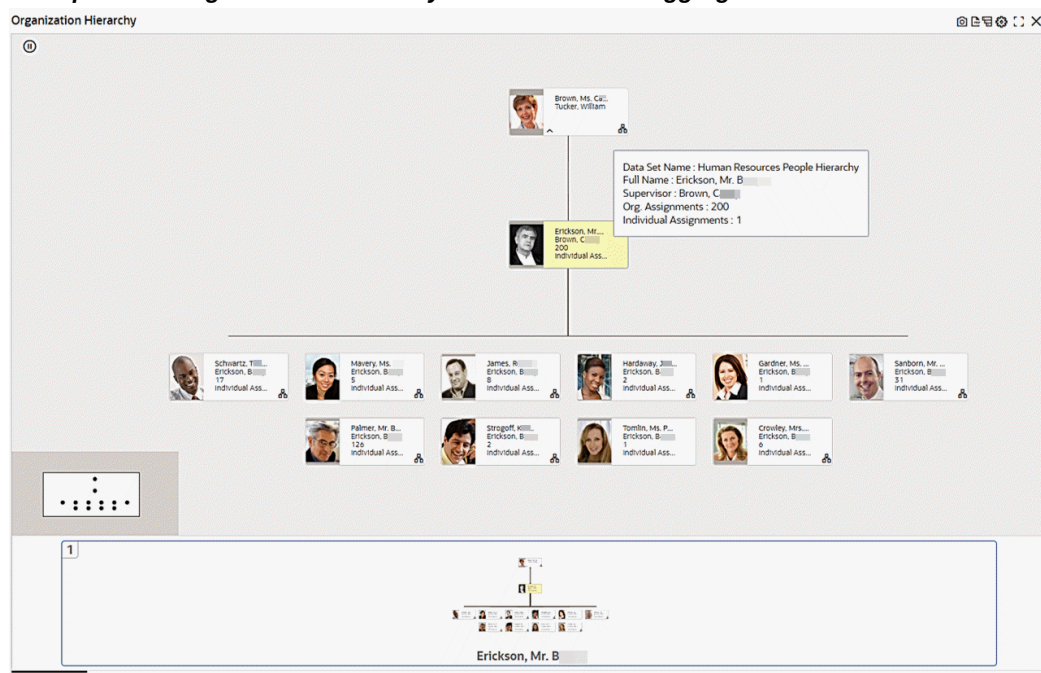 Organization Hierarchy
Brown, Ms. Ca...
Tucker, William
Data Set Name : Human Resources People Hierarchy
Full Name : Erickson, Mr. B
Supervisor : Brown, C
Org. Assignments : 200
Individual Assignments : 1
Erickson, Mr....
Brown, C
200
Individual Ass...
Schwartz, T...
Erickson, B
17
Individual Ass...
Mavery, Ms.
Erickson, B
5
Individual Ass...
James, R
Erickson, B
8
Individual Ass...
Hardaway, J...
Erickson, B
2
Individual Ass...
Gardner, Ms. ...
Erickson, B
1
Individual Ass...
Sanborn, Mr. ...
Erickson, B
31
Individual Ass...
Palmer, Mr. B...
Erickson, B
126
Individual Ass...
Strogoff, K...
Erickson, B
2
Individual Ass...
Tomlin, Ms. P...
Erickson, B
1
Individual Ass...
Crowley, Mrs....
Erickson, B
6
Individual Ass...
1
Erickson, Mr. B